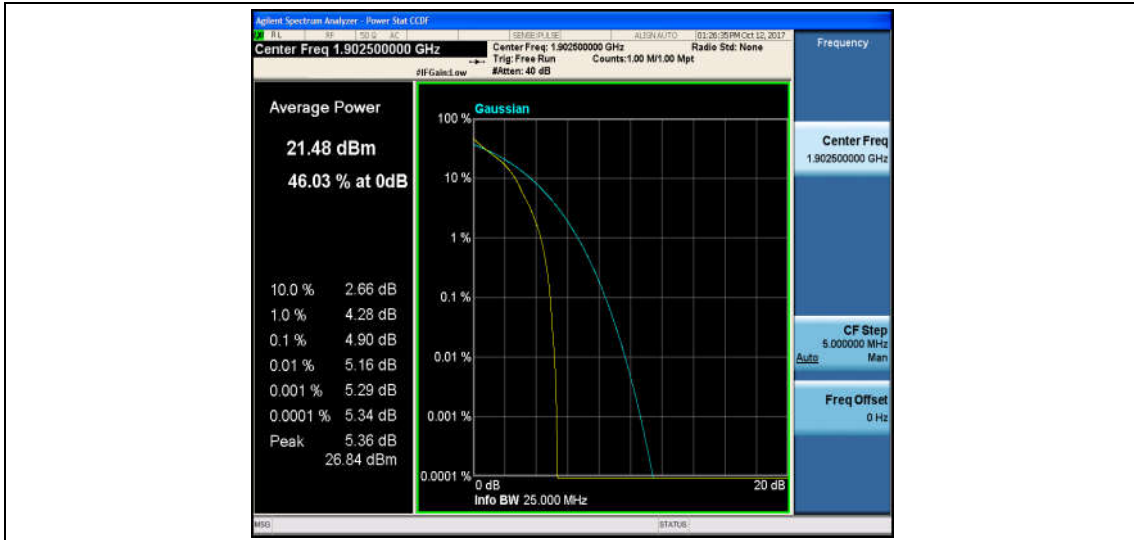 Agilent Spectrum Analyzer - Power Stat CCDF
RL RF 50 Ω AC SENSE:PULSE ALIGN AUTO 01:26:35 PM Oct 12, 2017
Center Freq 1.902500000 GHz
Center Freq: 1.902500000 GHz Radio Std: None
Trig: Free Run Counts:1.00 M/1.00 Mpt
#IFGain:Low #Atten: 40 dB
Frequency
Average Power
21.48 dBm
46.03 % at 0dB
10.0 % 2.66 dB
1.0 % 4.28 dB
0.1 % 4.90 dB
0.01 % 5.16 dB
0.001 % 5.29 dB
0.0001 % 5.34 dB
Peak 5.36 dB
26.84 dBm
Gaussian
100 %
10 %
1 %
0.1 %
0.01 %
0.001 %
0.0001 %
0 dB 20 dB
Info BW 25.000 MHz
Center Freq
1.902500000 GHz
CF Step
5.000000 MHz
Auto Man
Freq Offset
0 Hz
MSG STATUS